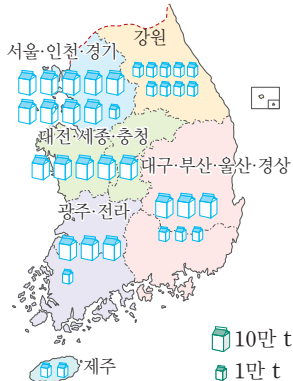 강원
서울·인천·경기
대전·세종·충청
대구·부산·울산·경상
광주·전라
제주
10만 t
1만 t